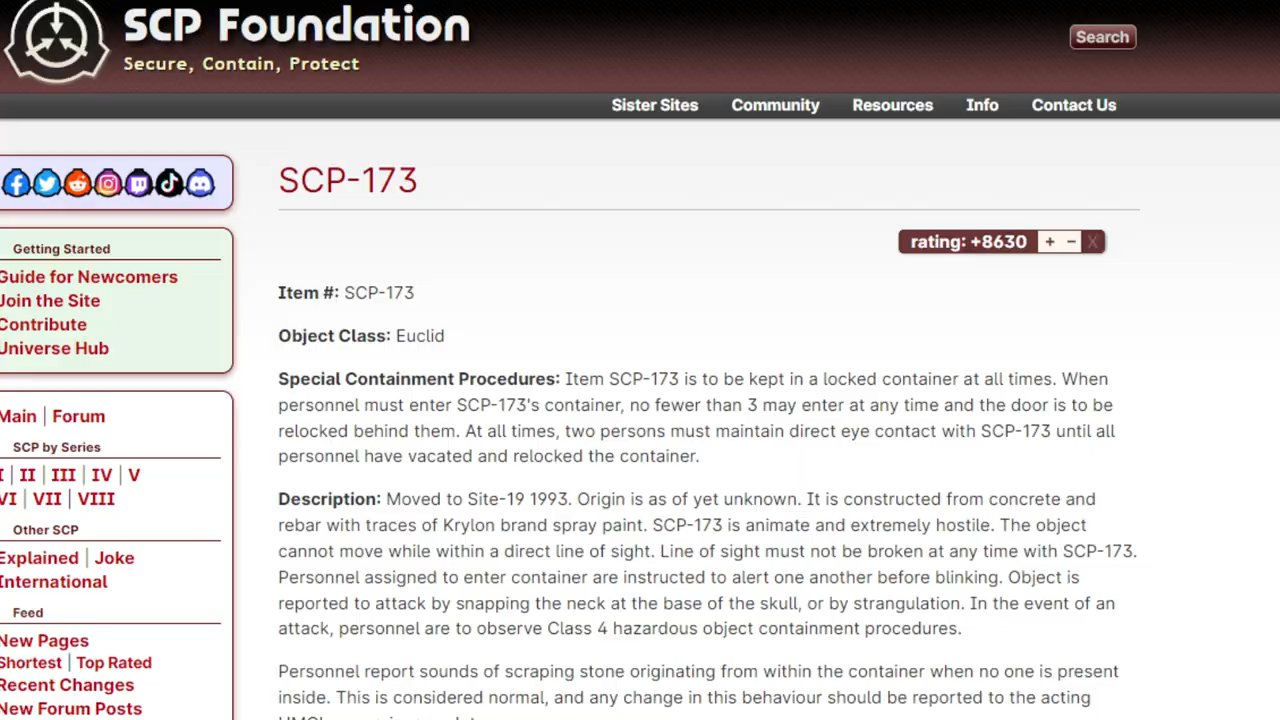 SCP Foundation
Secure, Contain, Protect
Search
Sister Sites Community Resources Info Contact Us
SCP-173
rating: +8630 + − X
Getting Started
Guide for Newcomers
Join the Site
Contribute
Universe Hub
Main | Forum
SCP by Series
I | II | III | IV | V
VI | VII | VIII
Other SCP
Explained | Joke
International
Feed
New Pages
Shortest | Top Rated
Recent Changes
New Forum Posts
Item #: SCP-173
Object Class: Euclid
Special Containment Procedures: Item SCP-173 is to be kept in a locked container at all times. When
personnel must enter SCP-173's container, no fewer than 3 may enter at any time and the door is to be
relocked behind them. At all times, two persons must maintain direct eye contact with SCP-173 until all
personnel have vacated and relocked the container.
Description: Moved to Site-19 1993. Origin is as of yet unknown. It is constructed from concrete and
rebar with traces of Krylon brand spray paint. SCP-173 is animate and extremely hostile. The object
cannot move while within a direct line of sight. Line of sight must not be broken at any time with SCP-173.
Personnel assigned to enter container are instructed to alert one another before blinking. Object is
reported to attack by snapping the neck at the base of the skull, or by strangulation. In the event of an
attack, personnel are to observe Class 4 hazardous object containment procedures.
Personnel report sounds of scraping stone originating from within the container when no one is present
inside. This is considered normal, and any change in this behaviour should be reported to the acting